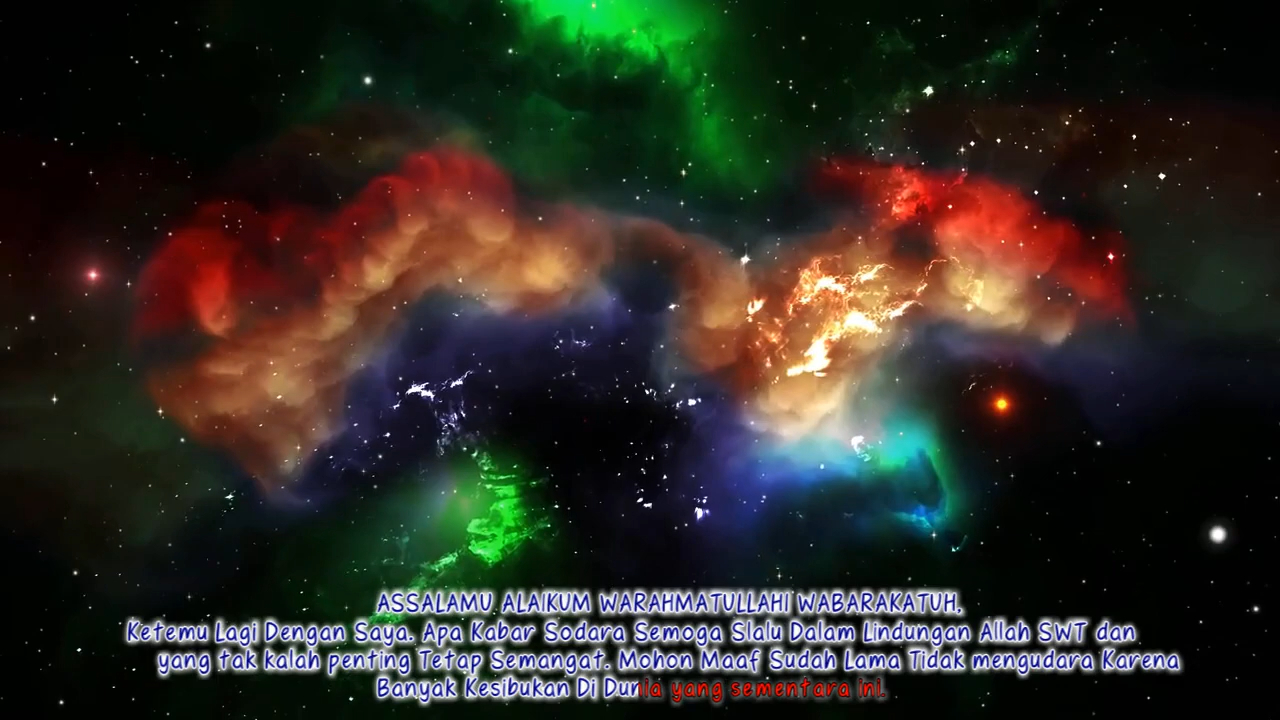 ASSALAMU ALAIKUM WARAHMATULLAHI WABARAKATUH,
Ketemu Lagi Dengan Saya. Apa Kabar Sodara Semoga Slalu Dalam Lindungan Allah SWT dan
yang tak kalah penting Tetap Semangat. Mohon Maaf Sudah Lama Tidak mengudara Karena
Banyak Kesibukan Di Dunia yang sementara ini.